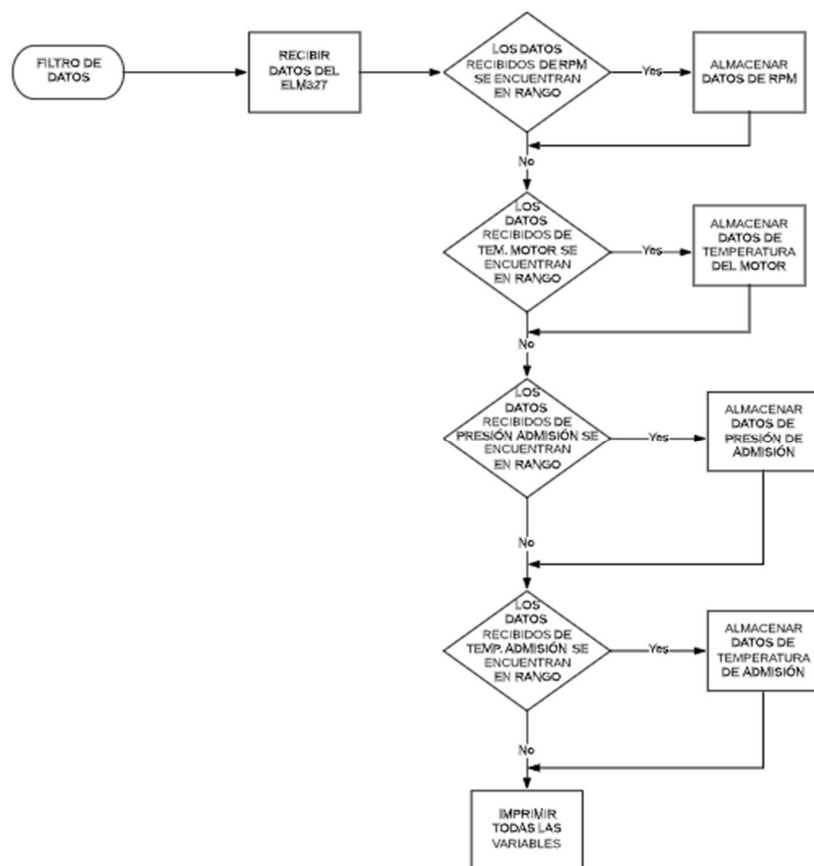 FILTRO DE
DATOS
RECIBIR
DATOS DEL
ELM327
LOS DATOS
RECIBIDOS DE RPM
SE ENCUENTRAN
EN RANGO
Yes
ALMACENAR
DATOS DE RPM
No
LOS
DATOS
RECIBIDOS DE
TEM. MOTOR SE
ENCUENTRAN
EN RANGO
Yes
ALMACENAR
DATOS DE
TEMPERATURA
DEL MOTOR
No
LOS
DATOS
RECIBIDOS DE
PRESIÓN ADMISIÓN SE
ENCUENTRAN
EN RANGO
Yes
ALMACENAR
DATOS DE
PRESIÓN DE
ADMISIÓN
No
LOS
DATOS
RECIBIDOS DE
TEMP. ADMISIÓN SE
ENCUENTRAN
EN RANGO
Yes
ALMACENAR
DATOS DE
TEMPERATURA
DE ADMISIÓN
No
IMPRIMIR
TODAS LAS
VARIABLES